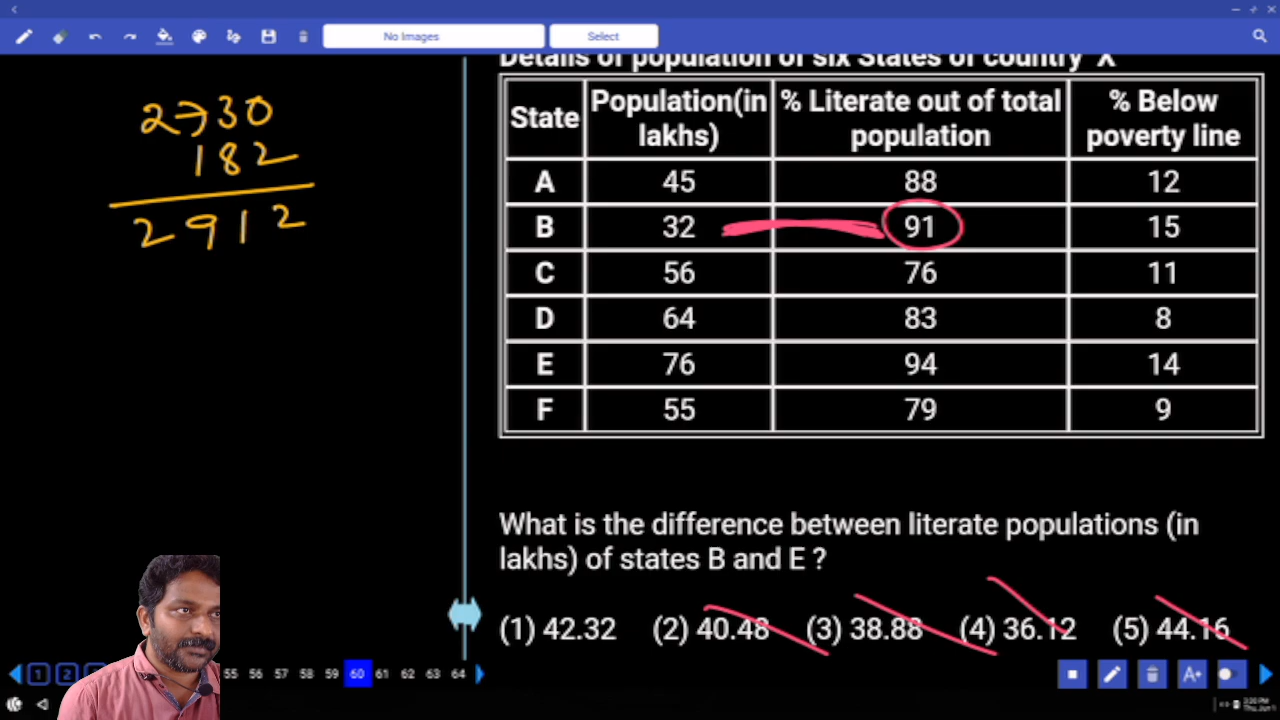 No Images
Select
2→30
182
2912
Details of population of six States of country 'X'
State Population(in lakhs) % Literate out of total population % Below poverty line
A 45 88 12
B 32 91 15
C 56 76 11
D 64 83 8
E 76 94 14
F 55 79 9
What is the difference between literate populations (in
lakhs) of states B and E ?
(1) 42.32 (2) 40.48 (3) 38.88 (4) 36.12 (5) 44.16
1 2 55 56 57 58 59 60 61 62 63 64
A+